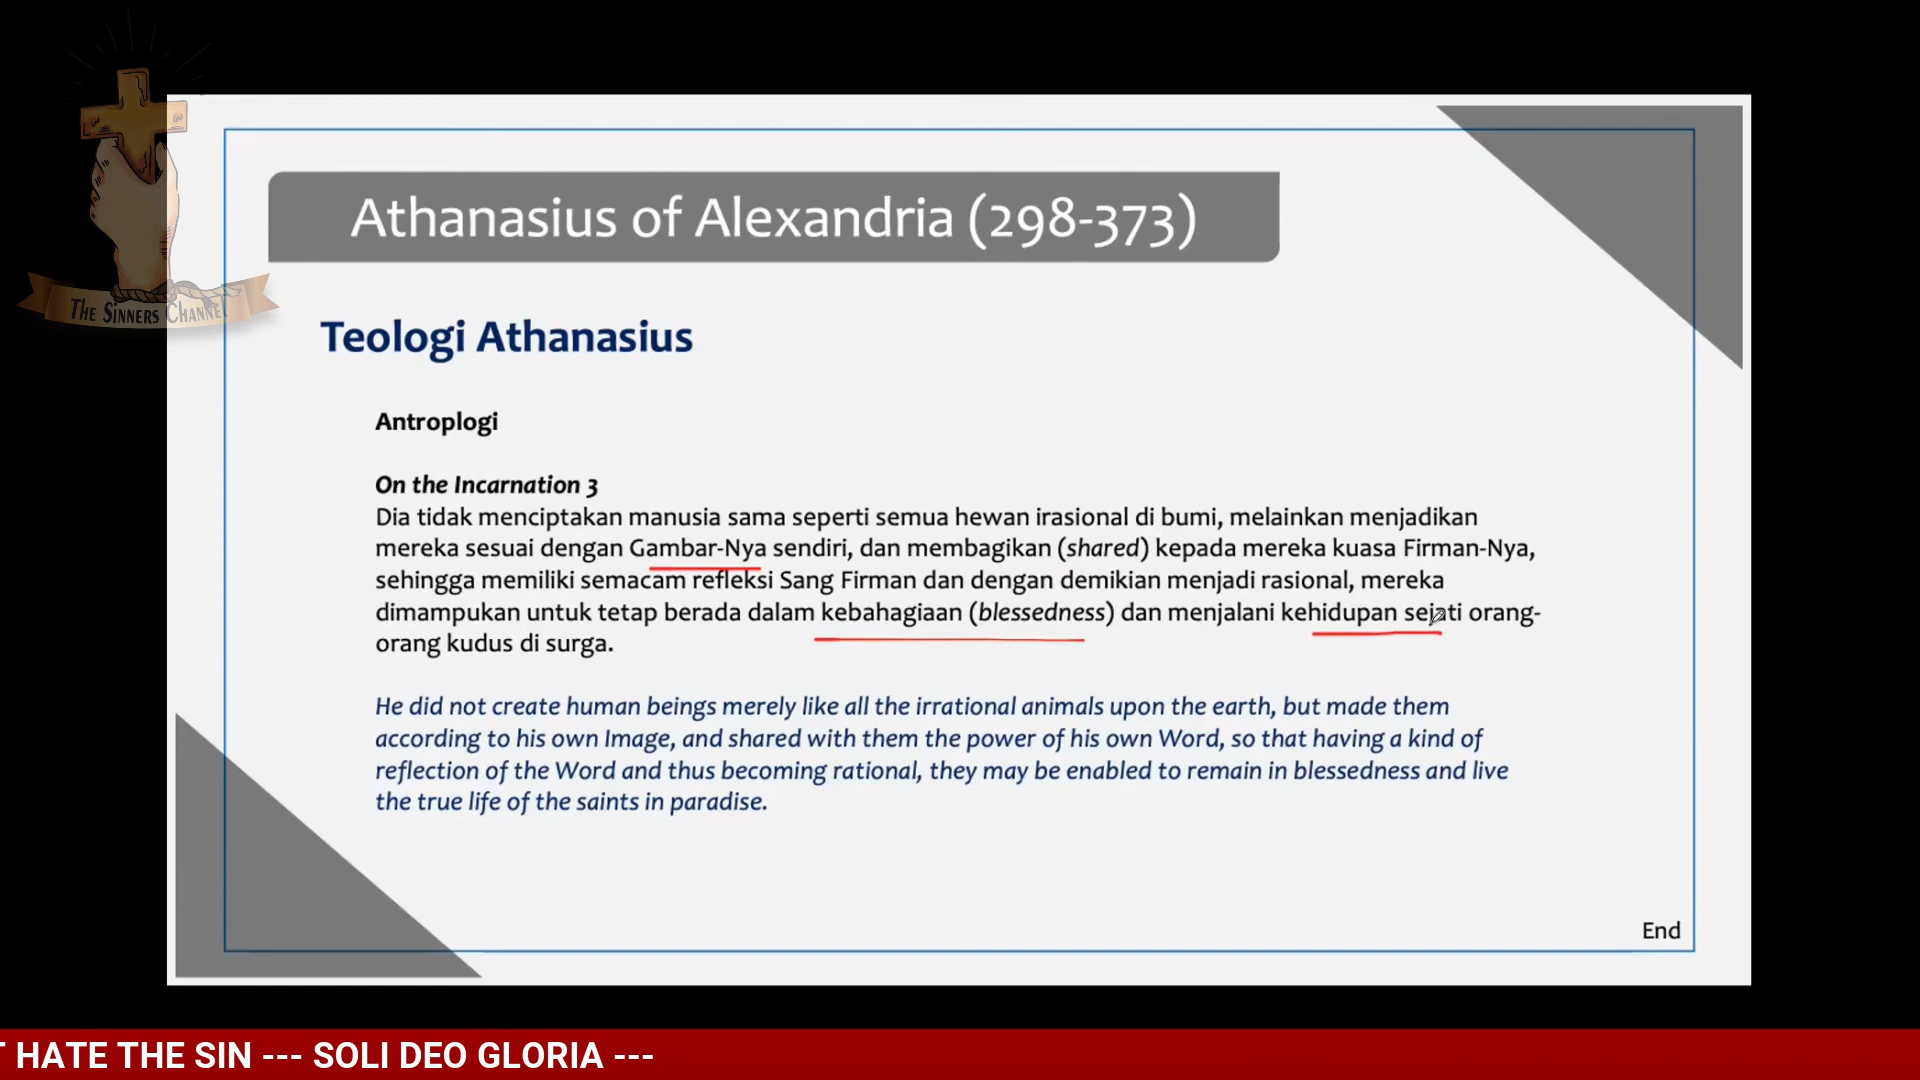 The Sinners Channel
Athanasius of Alexandria (298-373)
Teologi Athanasius
Antroplogi
On the Incarnation 3
Dia tidak menciptakan manusia sama seperti semua hewan irasional di bumi, melainkan menjadikan
mereka sesuai dengan Gambar-Nya sendiri, dan membagikan (shared) kepada mereka kuasa Firman-Nya,
sehingga memiliki semacam refleksi Sang Firman dan dengan demikian menjadi rasional, mereka
dimampukan untuk tetap berada dalam kebahagiaan (blessedness) dan menjalani kehidupan sejati orang-
orang kudus di surga.
He did not create human beings merely like all the irrational animals upon the earth, but made them
according to his own Image, and shared with them the power of his own Word, so that having a kind of
reflection of the Word and thus becoming rational, they may be enabled to remain in blessedness and live
the true life of the saints in paradise.
End
HATE THE SIN --- SOLI DEO GLORIA ---